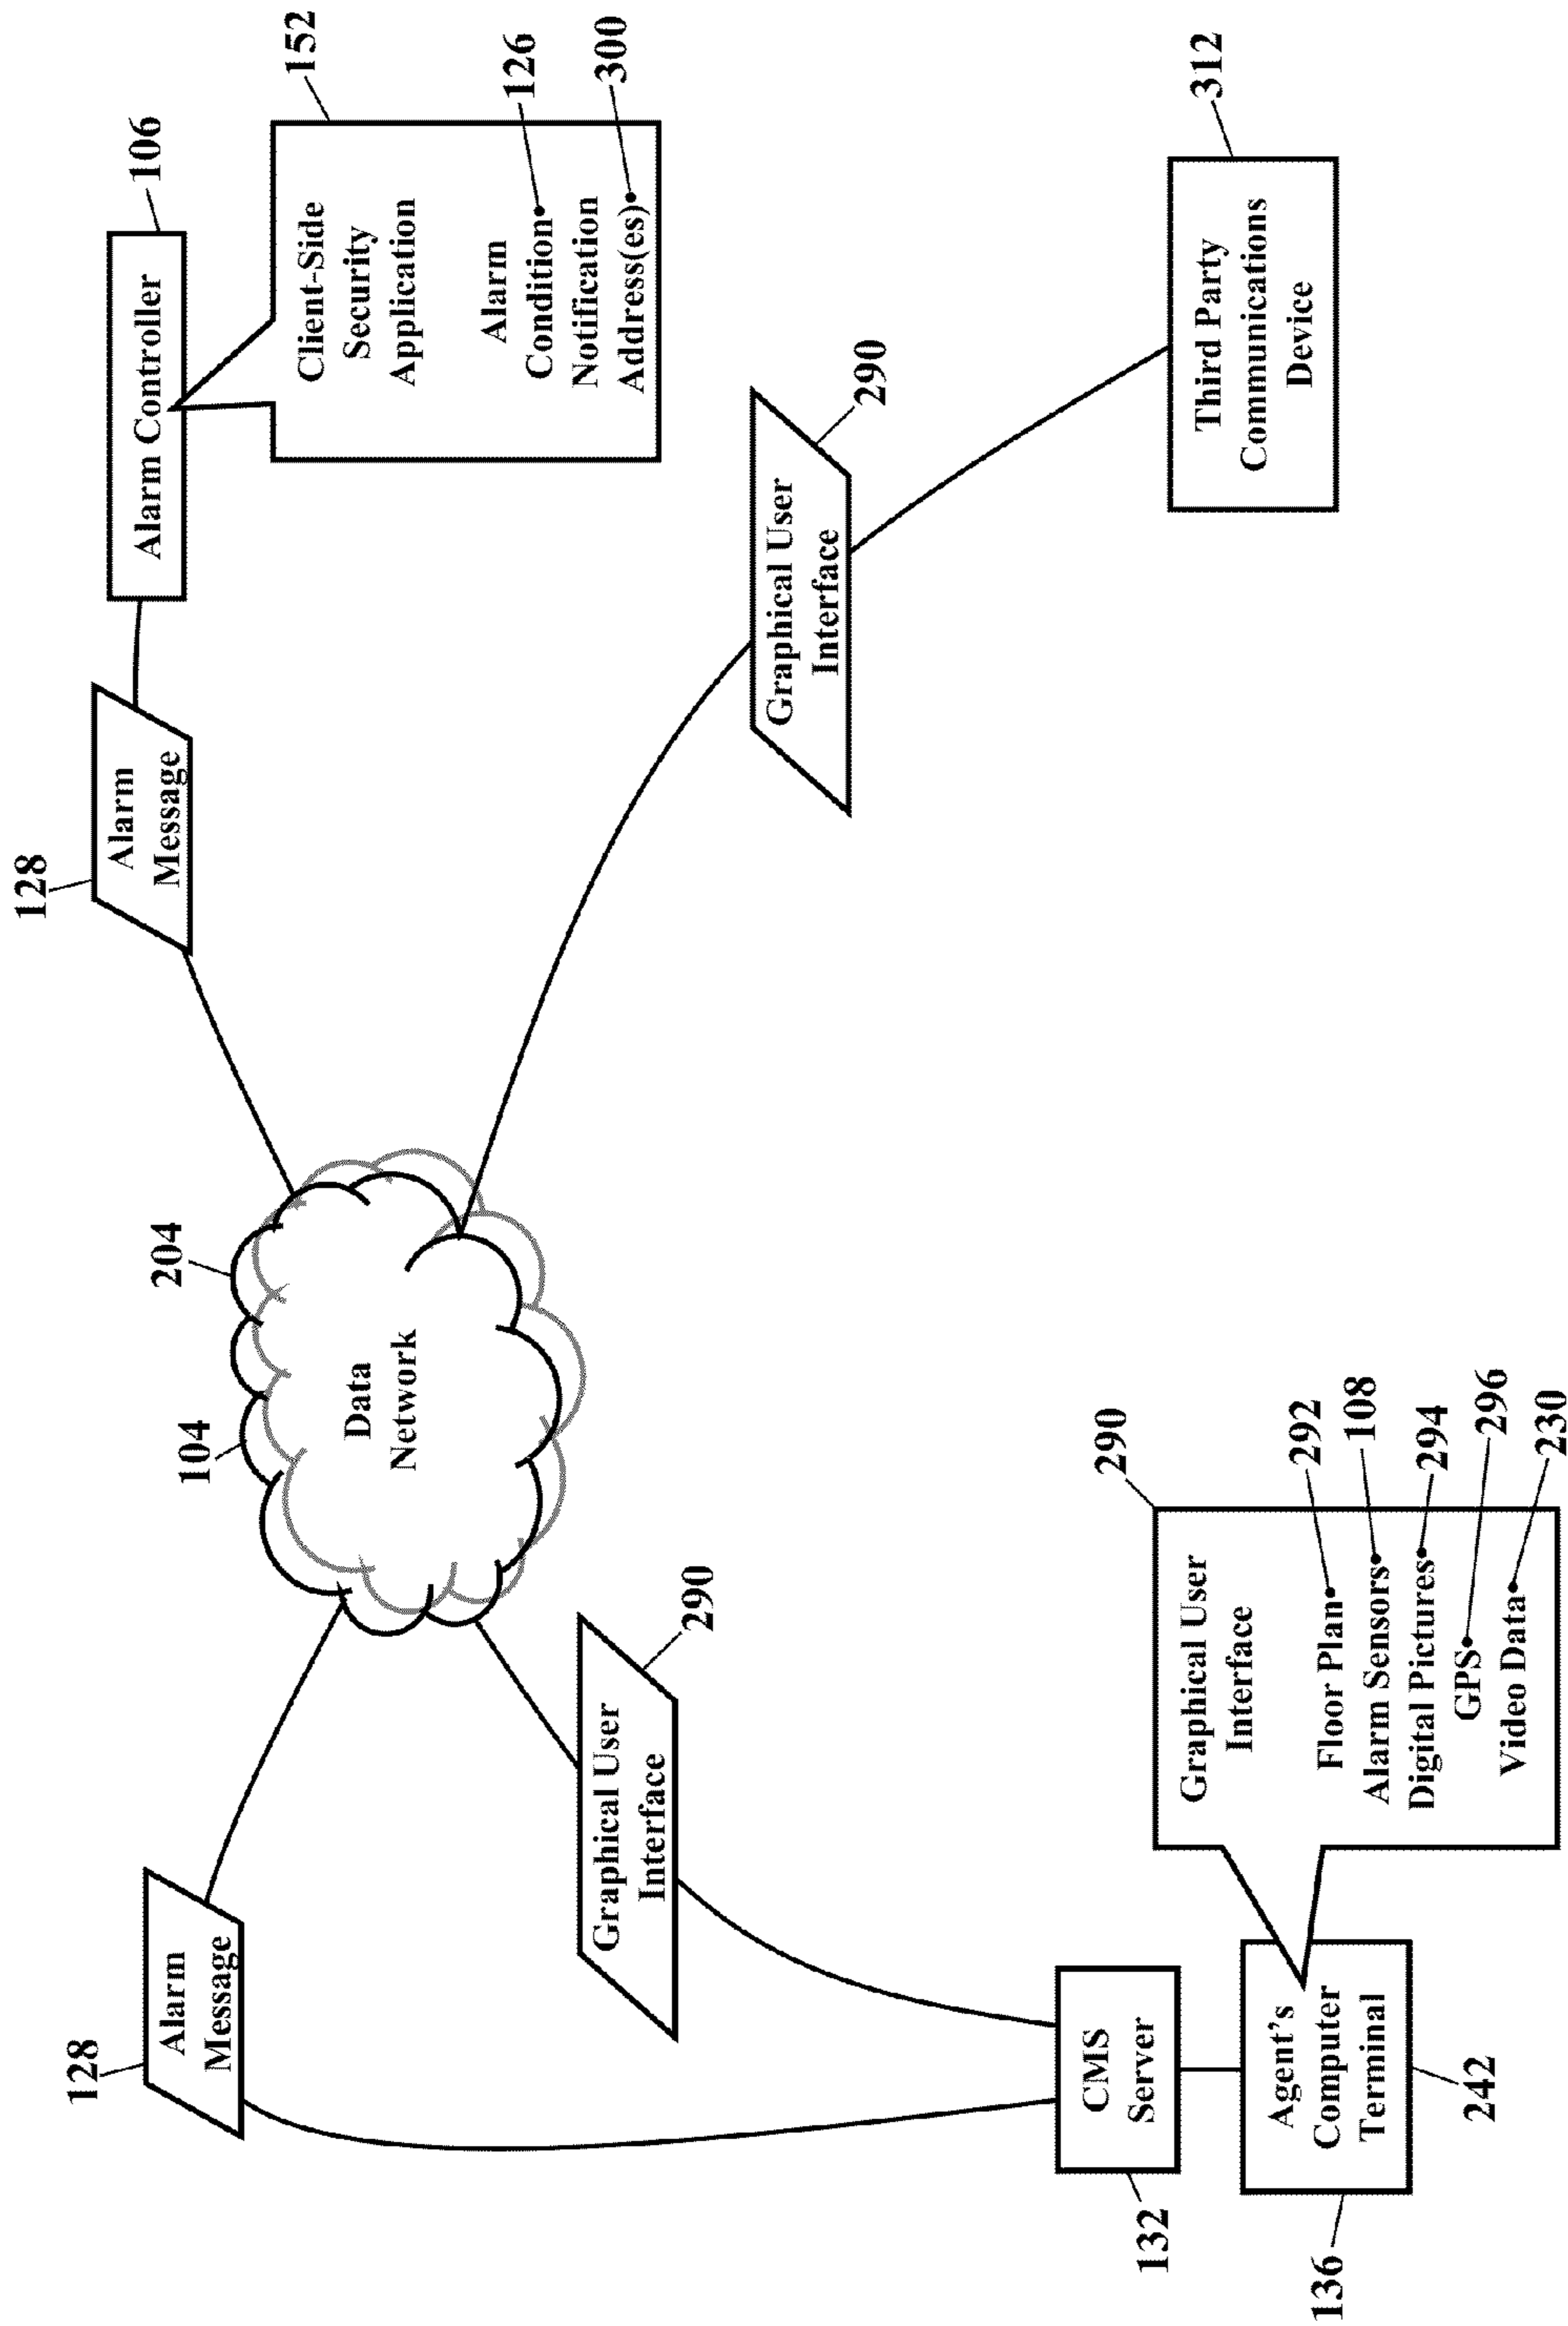 128
Alarm
Message
104
204
Data
Network
128
Alarm
Message
Alarm Controller
106
Client-Side
Security
Application
Alarm
Condition
Notification
Address(es)
152
126
300
Graphical User
Interface
290
Graphical User
Interface
290
132
CMS
Server
136
Agent's
Computer
Terminal
242
290
Graphical User
Interface
Floor Plan
292
Alarm Sensors
108
Digital Pictures
294
GPS
296
Video Data
230
Third Party
Communications
Device
312